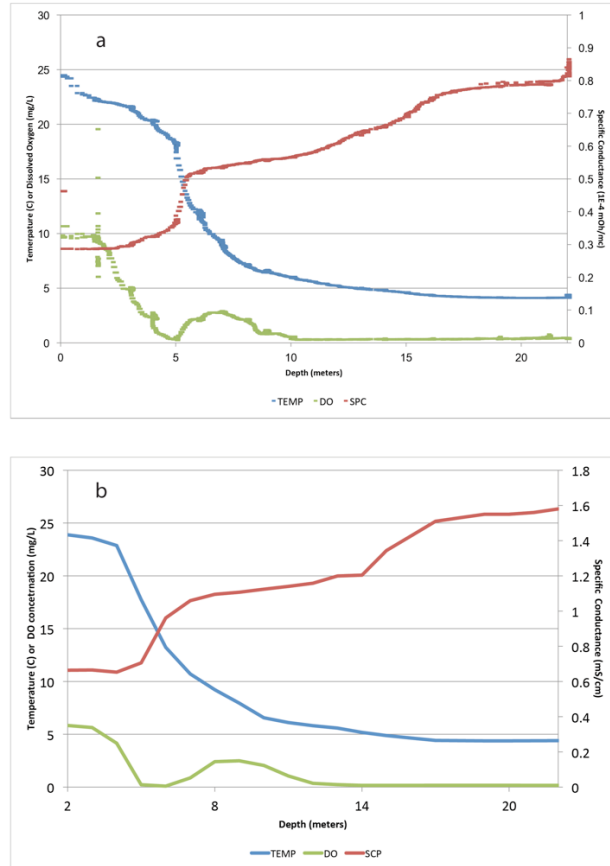 a
30
25
20
15
10
5
0
Temerpature (C) or Dissolved Oxygen (mg/L)
1
0.9
0.8
0.7
0.6
0.5
0.4
0.3
0.2
0.1
0
Specific Conductance (1E-4 mOh/mc)
0 5 10 15 20
Depth (meters)
TEMP DO SPC
b
30
25
20
15
10
5
0
Temperature (C) or DO concetrnation (mg/L)
1.8
1.6
1.4
1.2
1
0.8
0.6
0.4
0.2
0
Specific Conductance (mS/cm)
2 8 14 20
Depth (meters)
TEMP DO SCP